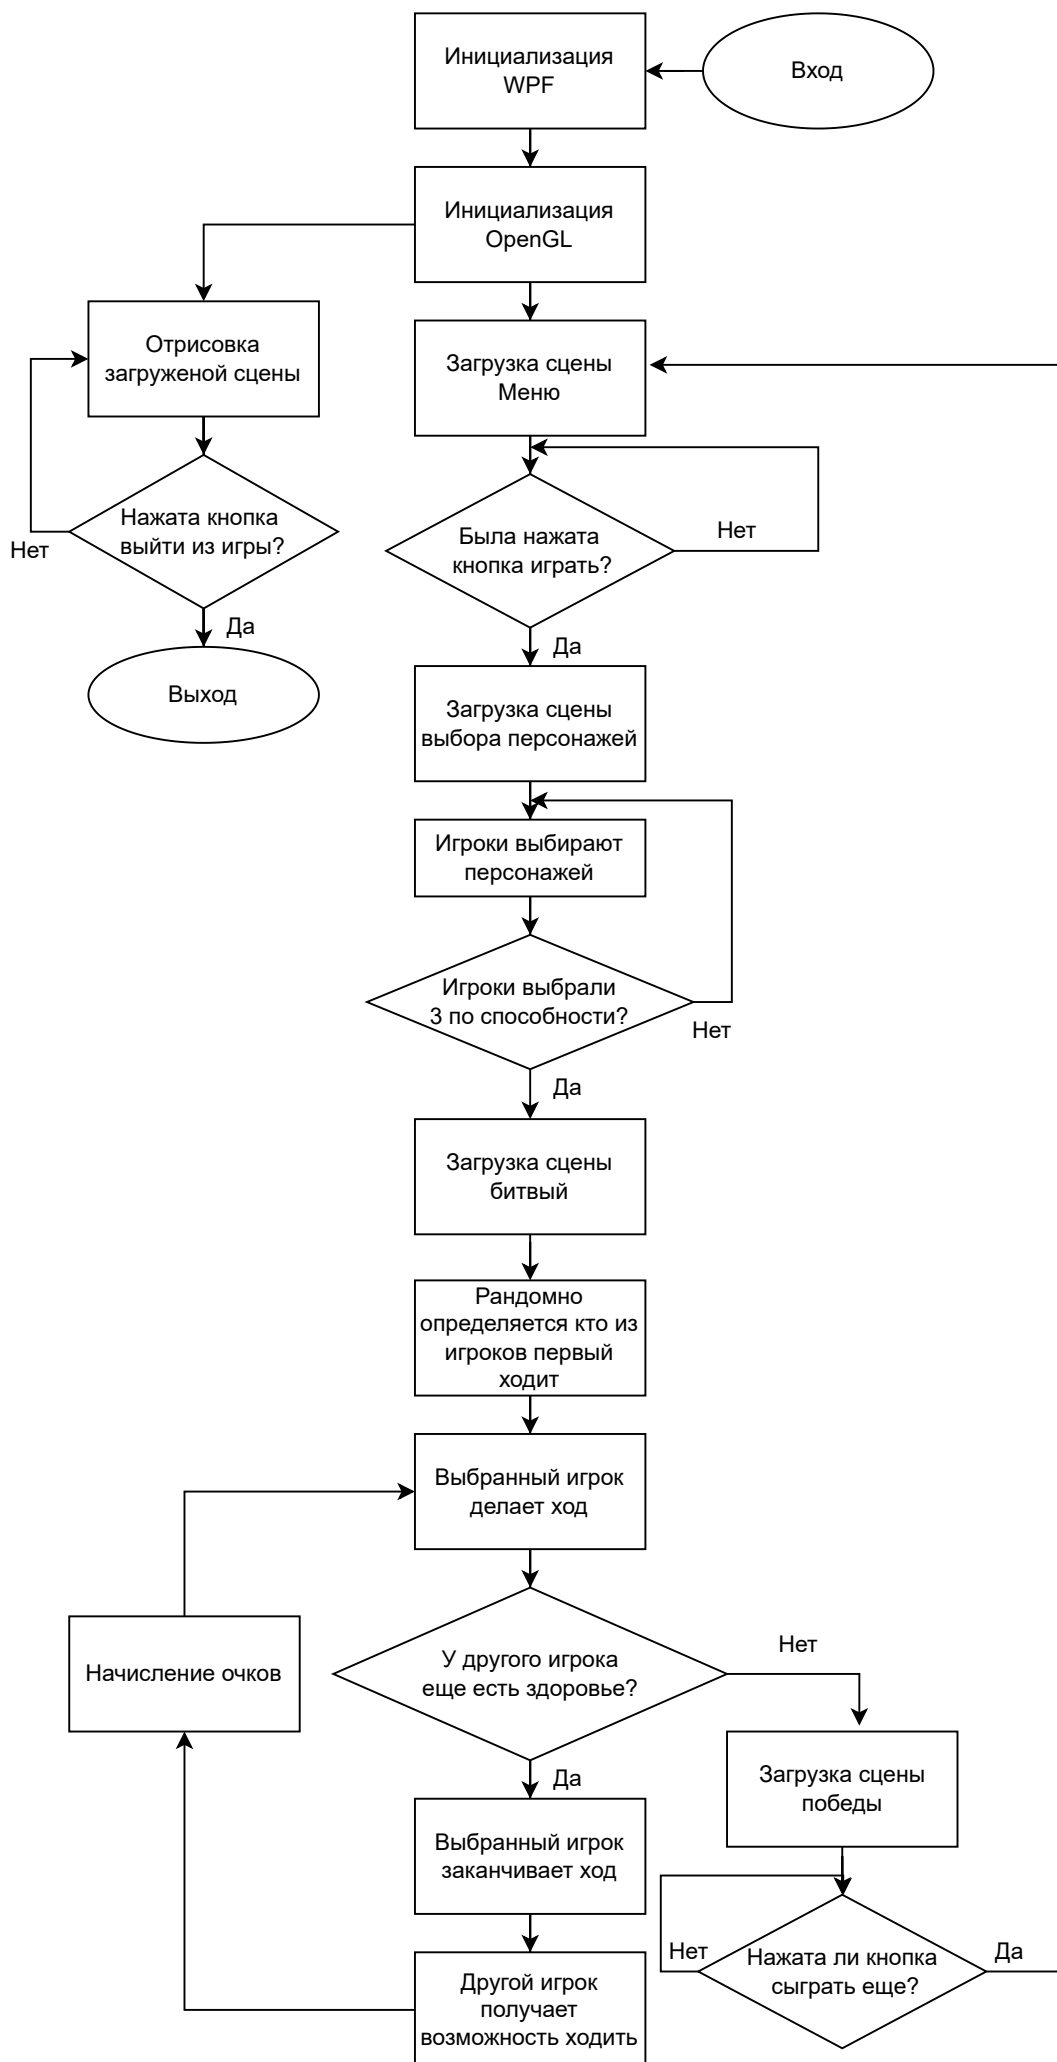 Инициализация
WPF
Вход
Инициализация
OpenGL
Отрисовка
загруженой сцены
Загрузка сцены
Меню
Нажата кнопка
выйти из игры?
Нет
Была нажата
кнопка играть?
Нет
Да
Да
Выход
Загрузка сцены
выбора персонажей
Игроки выбирают
персонажей
Игроки выбрали
3 по способности?
Нет
Да
Загрузка сцены
битвый
Рандомно
определяется кто из
игроков первый
ходит
Выбранный игрок
делает ход
Начисление очков
У другого игрока
еще есть здоровье?
Нет
Да
Загрузка сцены
победы
Выбранный игрок
заканчивает ход
Нет
Нажата ли кнопка
сыграть еще?
Да
Другой игрок
получает
возможность ходить